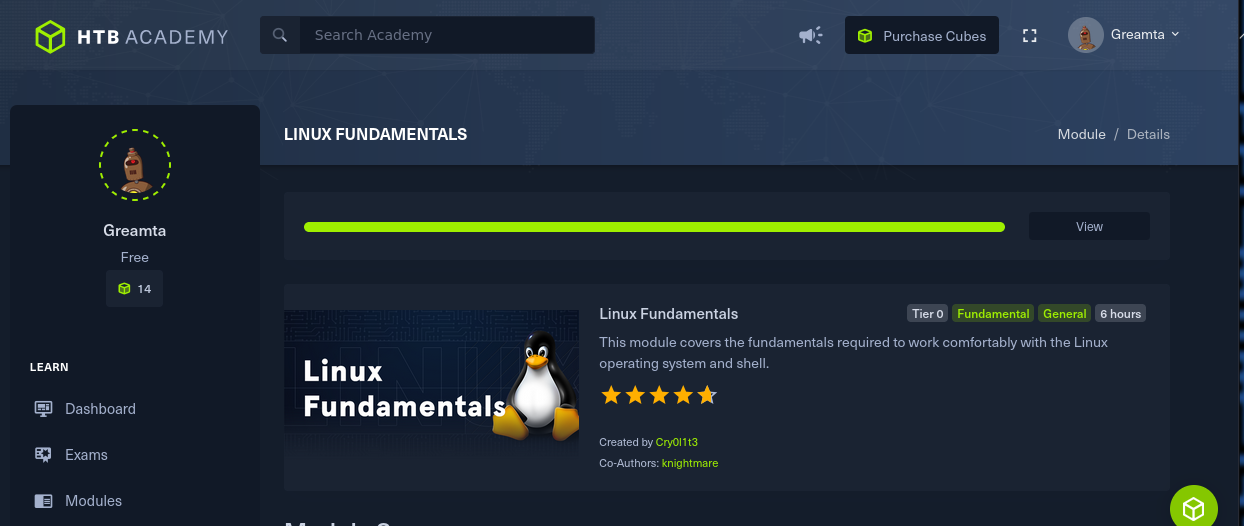 HTB ACADEMY
Search Academy
Purchase Cubes
Greamta
LINUX FUNDAMENTALS
Module / Details
Greamta
Free
14
View
Linux
Fundamentals
Linux Fundamentals
Tier 0 Fundamental General 6 hours
This module covers the fundamentals required to work comfortably with the Linux
operating system and shell.
Created by Cry0l1t3
Co-Authors: knightmare
LEARN
Dashboard
Exams
Modules